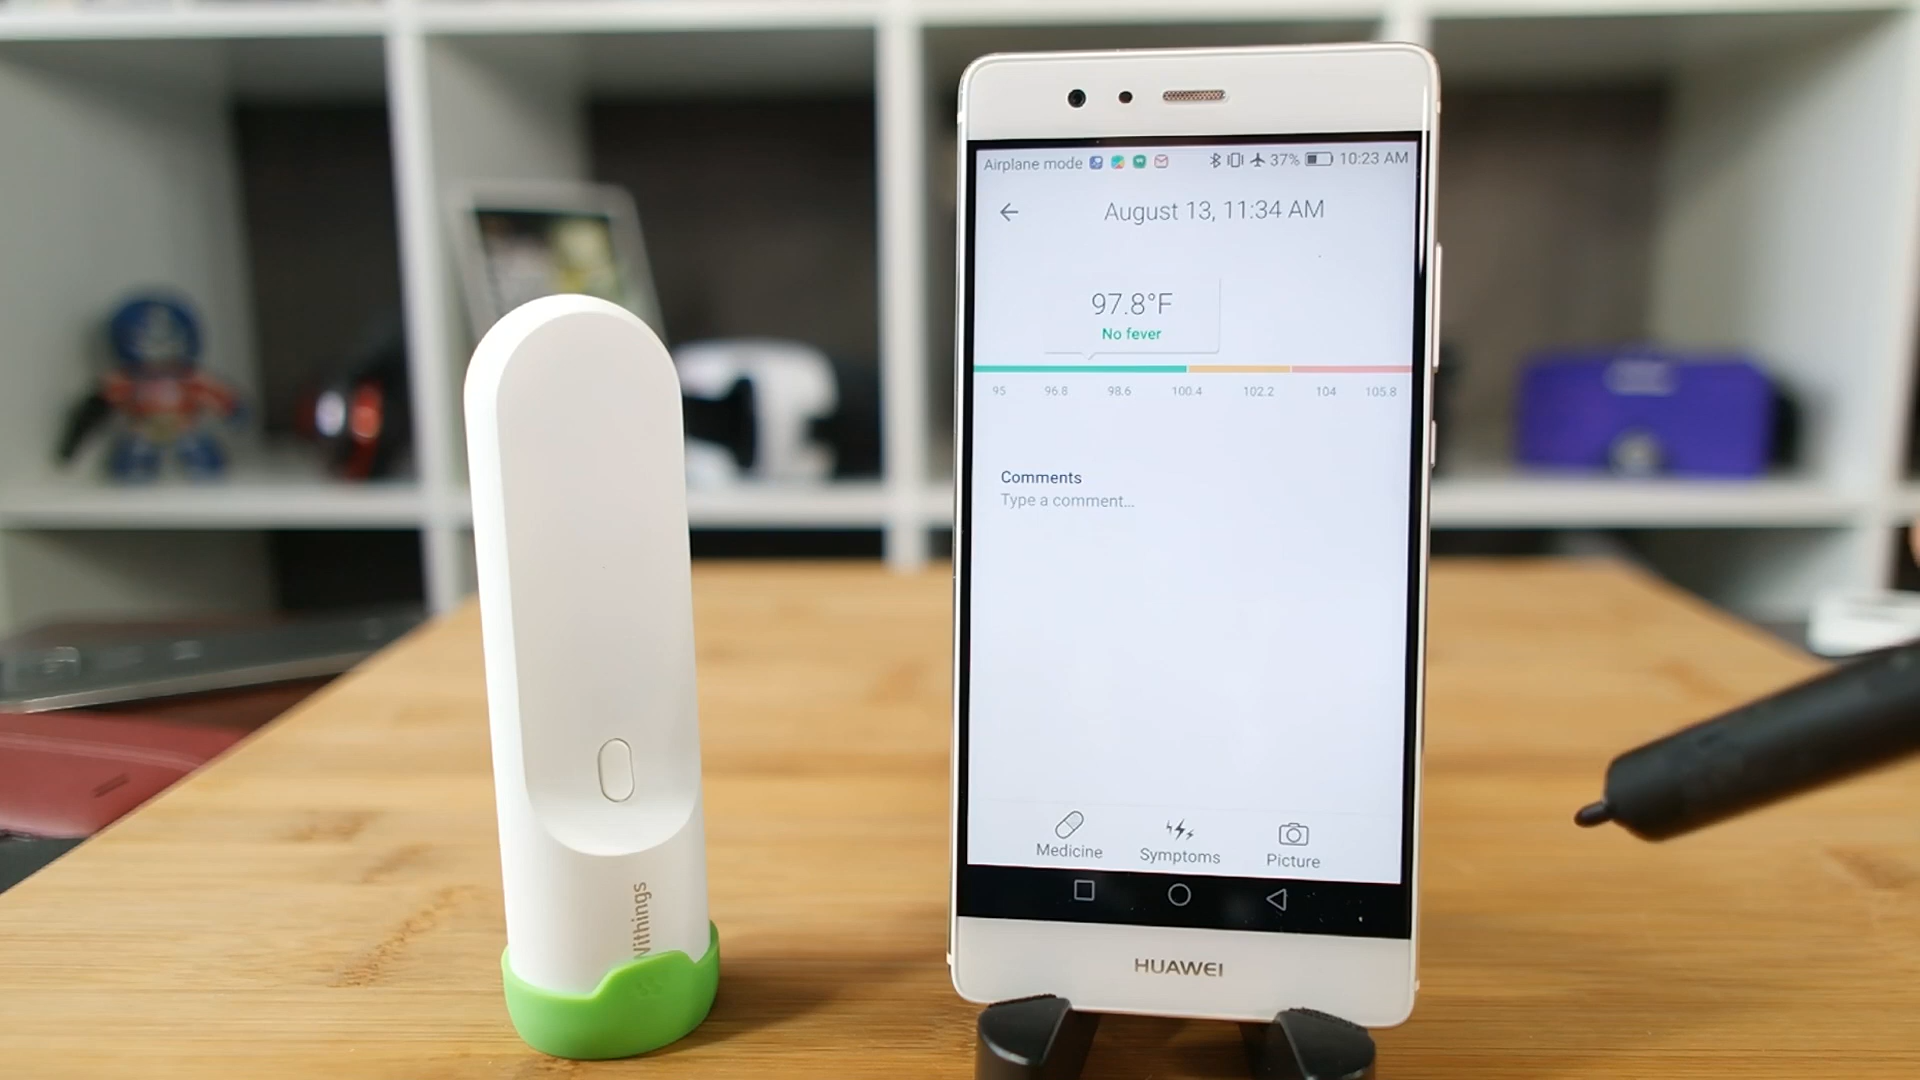 Airplane mode 37% 10:23 AM
August 13, 11:34 AM
97.8°F
No fever
95 96.8 98.6 100.4 102.2 104 105.8
Comments
Type a comment...
Medicine Symptoms Picture
HUAWEI
Withings